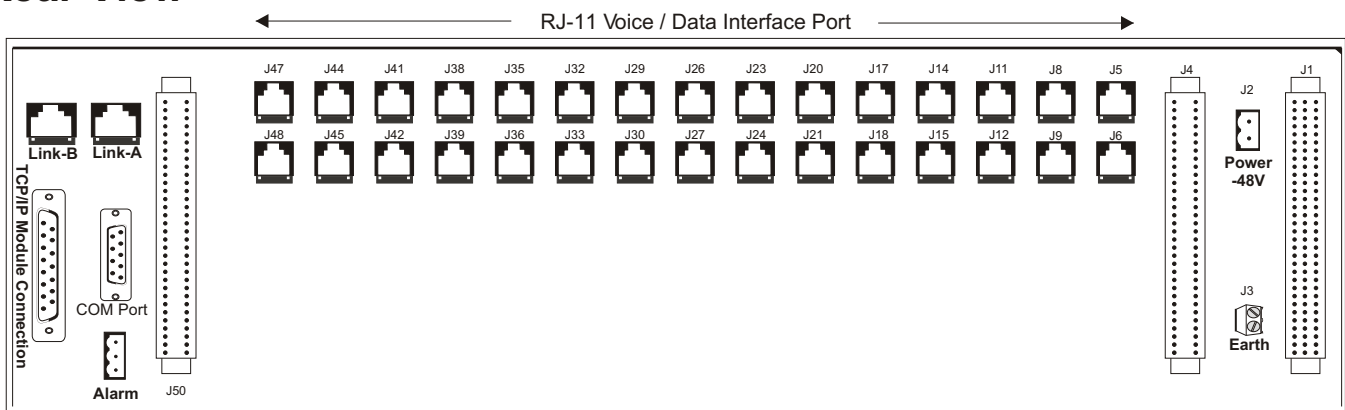 RJ-11 Voice / Data Interface Port
J47 J44 J41 J38 J35 J32 J29 J26 J23 J20 J17 J14 J11 J8 J5 J4 J1
J2
J48 J45 J42 J39 J36 J33 J30 J27 J24 J21 J18 J15 J12 J9 J6
Link-B Link-A
Power
-48V
TCP/IP Module Connection
COM Port
J3
Earth
Alarm
J50